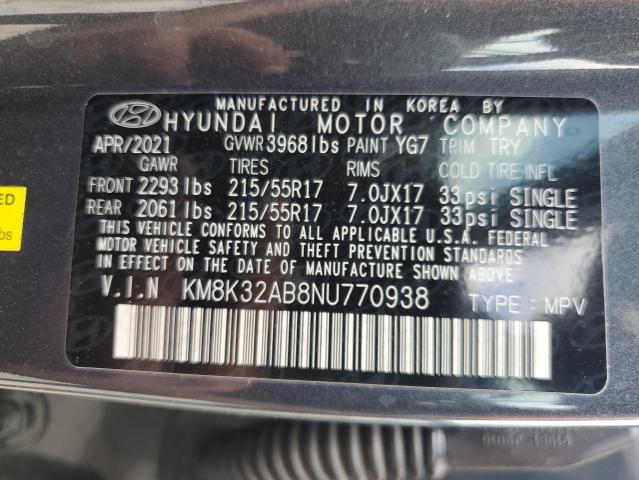 MANUFACTURED IN KOREA BY
HYUNDAI MOTOR COMPANY
APR/2021 GVWR 3968 lbs PAINT YG7 TRIM TRY
GAWR TIRES RIMS COLD TIRE INFL
FRONT 2293 lbs 215/55R17 7.0JX17 33psi SINGLE
REAR 2061 lbs 215/55R17 7.0JX17 33psi SINGLE
THIS VEHICLE CONFORMS TO ALL APPLICABLE U.S.A. FEDERAL
MOTOR VEHICLE SAFETY AND THEFT PREVENTION STANDARDS
IN EFFECT ON THE DATE OF MANUFACTURE SHOWN ABOVE.
V.I.N KM8K32AB8NU770938 TYPE : MPV